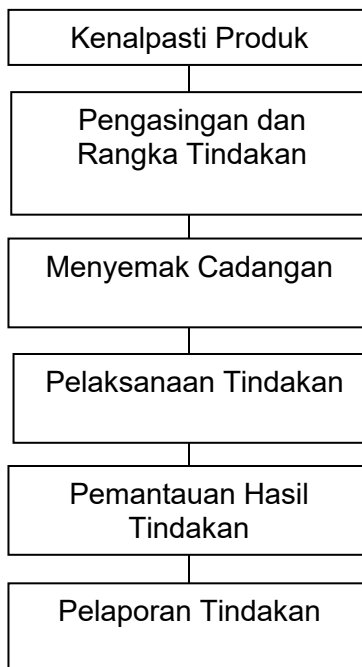 Kenalpasti Produk
Pengasingan dan
Rangka Tindakan
Menyemak Cadangan
Pelaksanaan Tindakan
Pemantauan Hasil
Tindakan
Pelaporan Tindakan